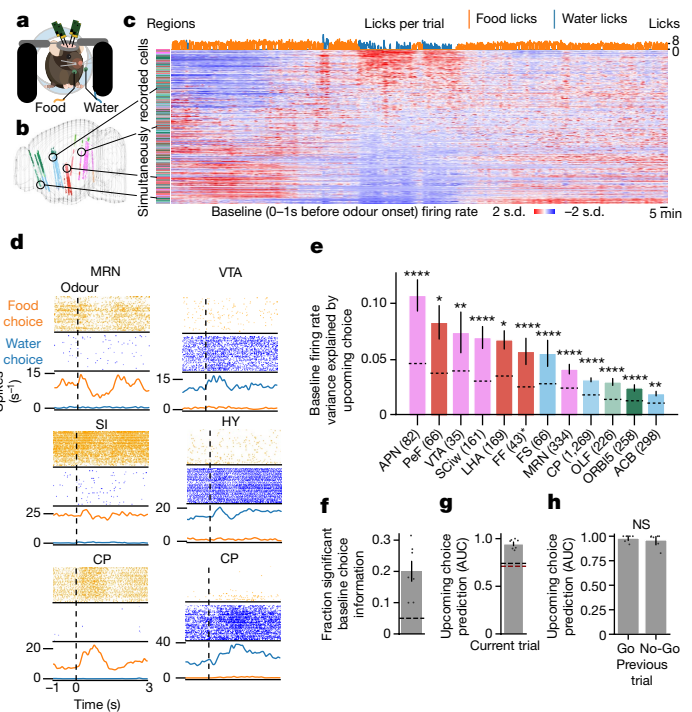 a
c
Regions
Licks per trial
Food licks
Water licks
Licks
8
0
Food
Water
b
Simultaneously recorded cells
Baseline (0–1s before odour onset) firing rate
2 s.d.
−2 s.d.
5 min
d
MRN
VTA
Odour
Food choice
Water choice
Spikes (s⁻¹)
15
0
15
0
SI
HY
25
0
20
0
CP
CP
20
0
40
0
−1
0
3
Time (s)
e
Baseline firing rate
variance explained by
upcoming choice
0.10
0.05
0
****
*
**
****
*
****
****
****
****
****
****
**
APN (82)
PeF (66)
VTA (35)
SCiw (161)
LHA (169)
FF (43)*
FS (66)
MRN (334)
CP (1,269)
OLF (226)
ORBI5 (258)
ACB (298)
f
Fraction significant
baseline choice
information
0.3
0.2
0.1
0
g
Upcoming choice
prediction (AUC)
1.00
0.5
0
Current trial
h
NS
Upcoming choice
prediction (AUC)
1.00
0.75
0.50
0.25
0
Go
No-Go
Previous
trial